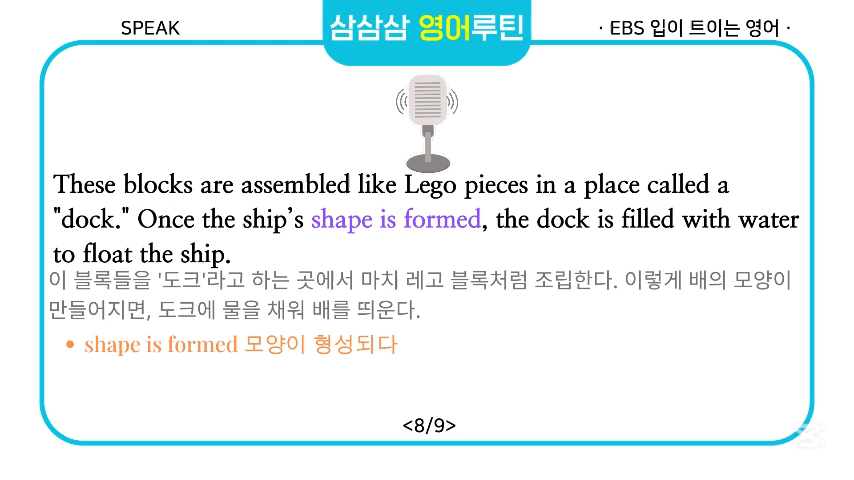 SPEAK
삼삼삼 영어루틴
· EBS 입이 트이는 영어 ·
These blocks are assembled like Lego pieces in a place called a
"dock." Once the ship’s shape is formed, the dock is filled with water
to float the ship.
이 블록들을 '도크'라고 하는 곳에서 마치 레고 블록처럼 조립한다. 이렇게 배의 모양이
만들어지면, 도크에 물을 채워 배를 띄운다.
• shape is formed 모양이 형성되다
<8/9>